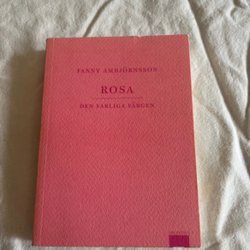 FANNY AMBJÖRNSSON
ROSA
DEN FARLIGA FÄRGEN